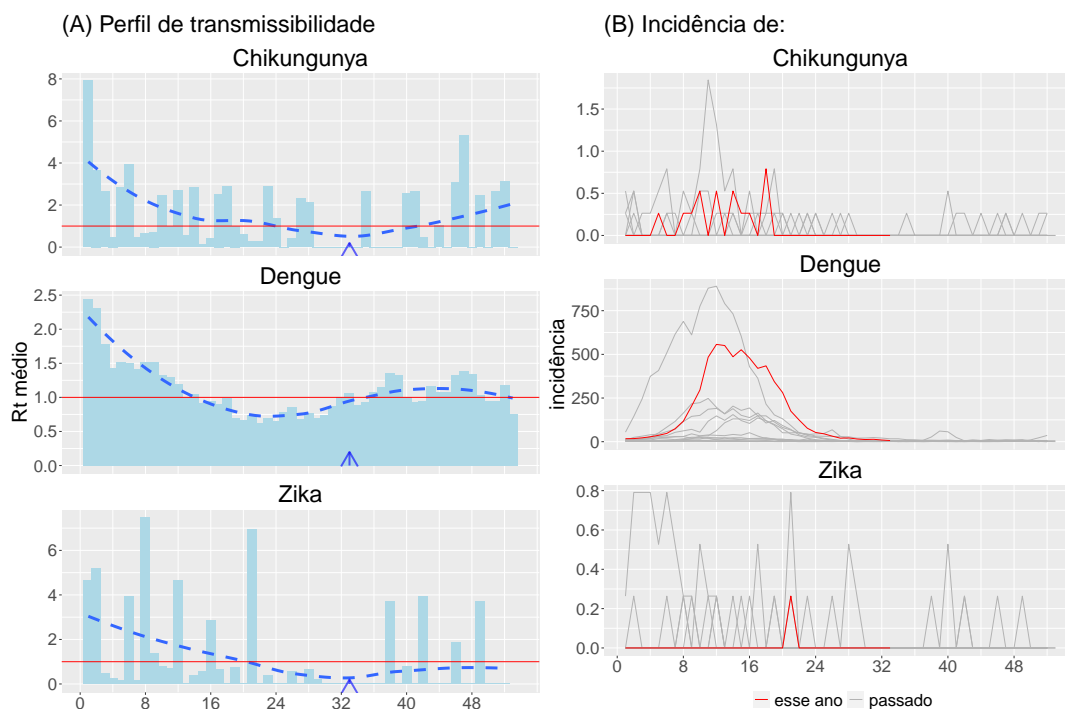 (A) Perfil de transmissibilidade
Chikungunya
8
6
4
2
0
Dengue
2.5
2.0
1.5
1.0
0.5
0.0
Rt médio
Zika
6
4
2
0
0 8 16 24 32 40 48
(B) Incidência de:
Chikungunya
1.5
1.0
0.5
0.0
Dengue
750
500
250
0
incidência
Zika
0.8
0.6
0.4
0.2
0.0
0 8 16 24 32 40 48
esse ano passado